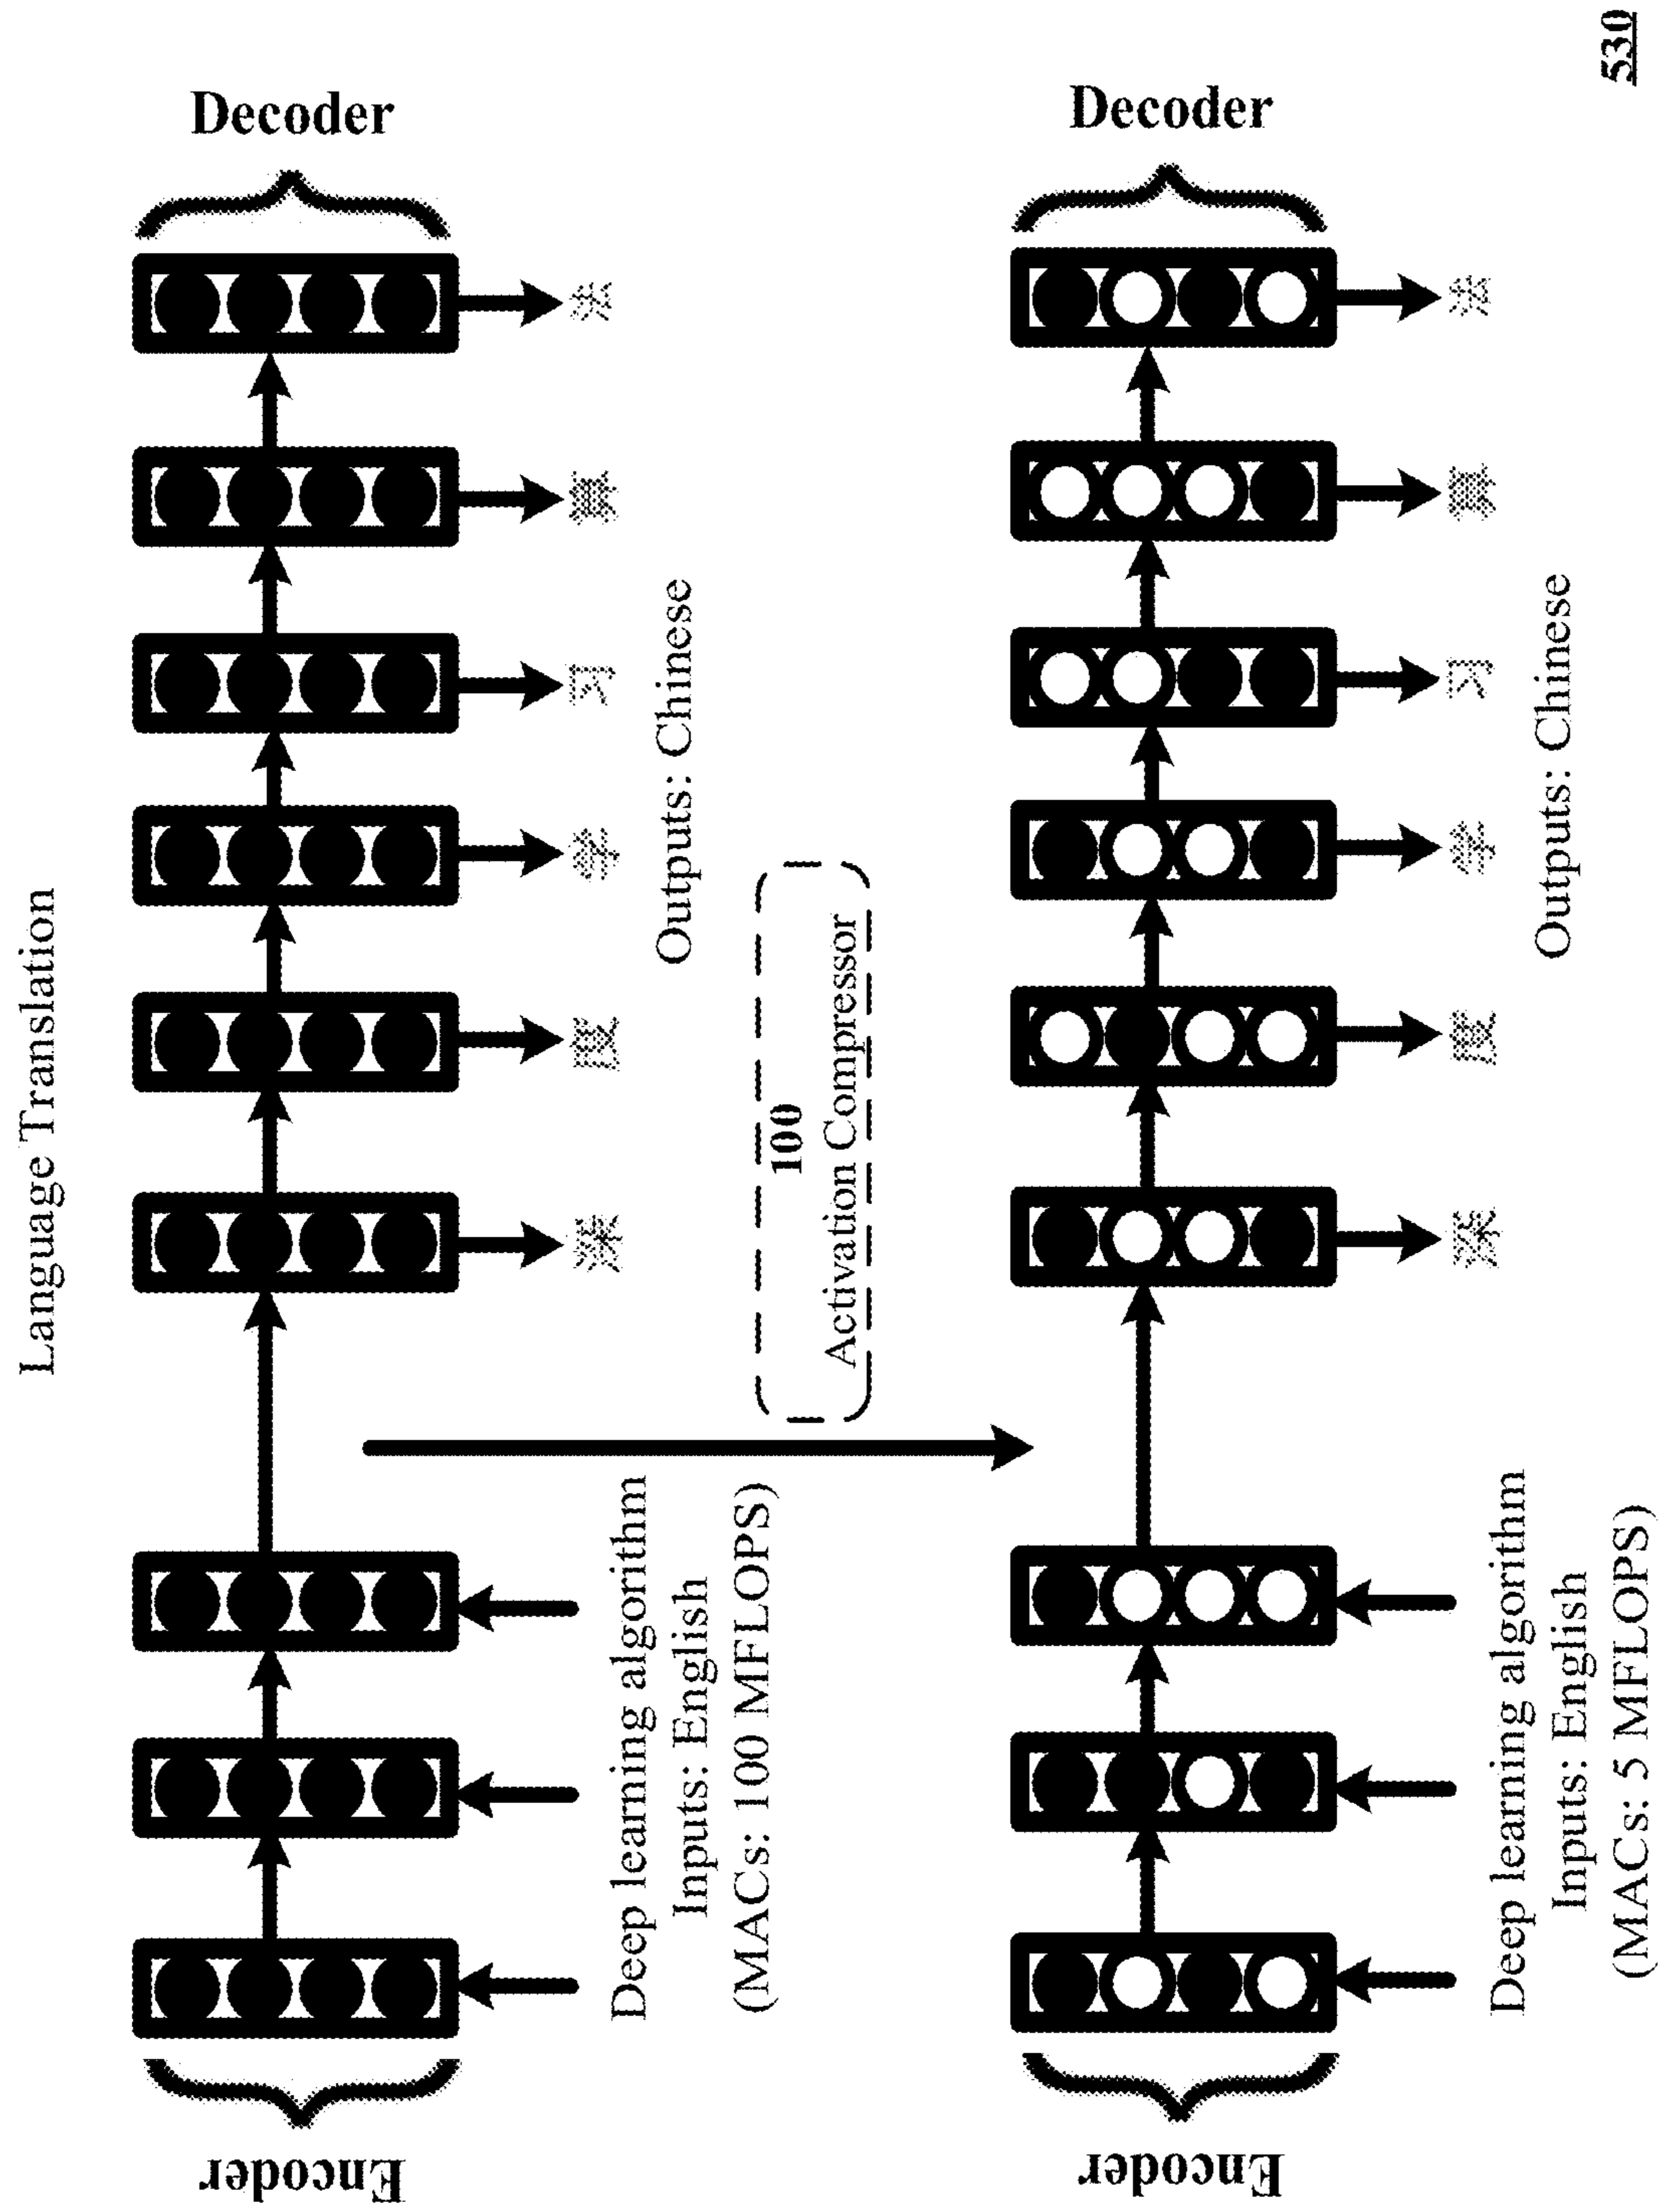 Language Translation
Encoder
Decoder
深 度 学 习 算 法
Deep learning algorithm
Inputs: English
(MACs: 100 MFLOPS)
Outputs: Chinese
100
Activation Compressor
Encoder
Decoder
深 度 学 习 算 法
Deep learning algorithm
Inputs: English
(MACs: 5 MFLOPS)
Outputs: Chinese
530